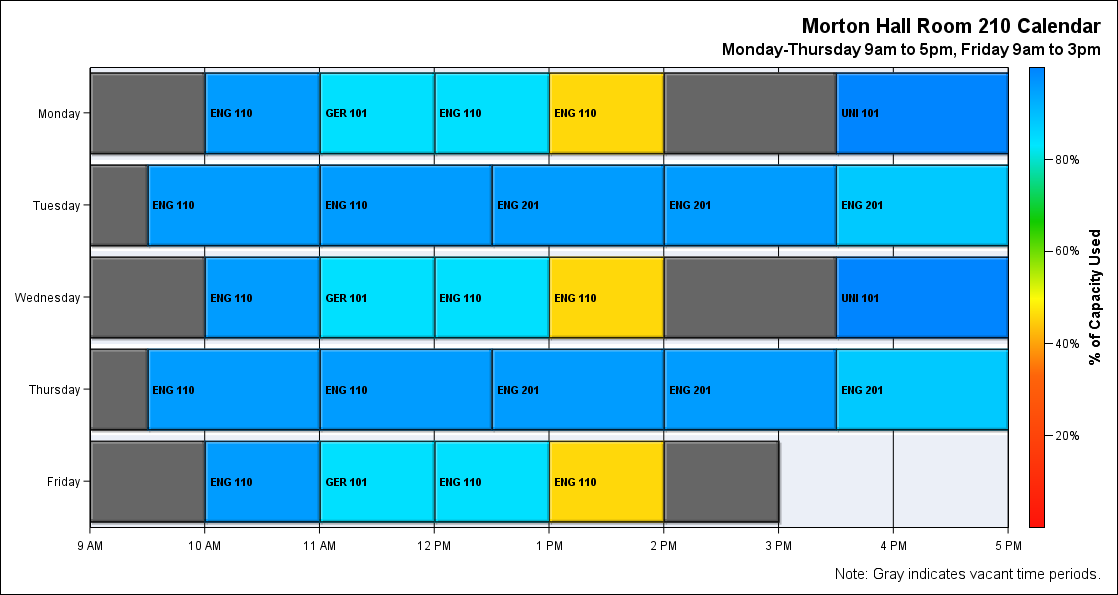 Morton Hall Room 210 Calendar
Monday-Thursday 9am to 5pm, Friday 9am to 3pm
Monday ENG 110 GER 101 ENG 110 ENG 110 UNI 101
Tuesday ENG 110 ENG 110 ENG 201 ENG 201 ENG 201
Wednesday ENG 110 GER 101 ENG 110 ENG 110 UNI 101
Thursday ENG 110 ENG 110 ENG 201 ENG 201 ENG 201
Friday ENG 110 GER 101 ENG 110 ENG 110
9 AM 10 AM 11 AM 12 PM 1 PM 2 PM 3 PM 4 PM 5 PM
80%
60%
40%
20%
% of Capacity Used
Note: Gray indicates vacant time periods.